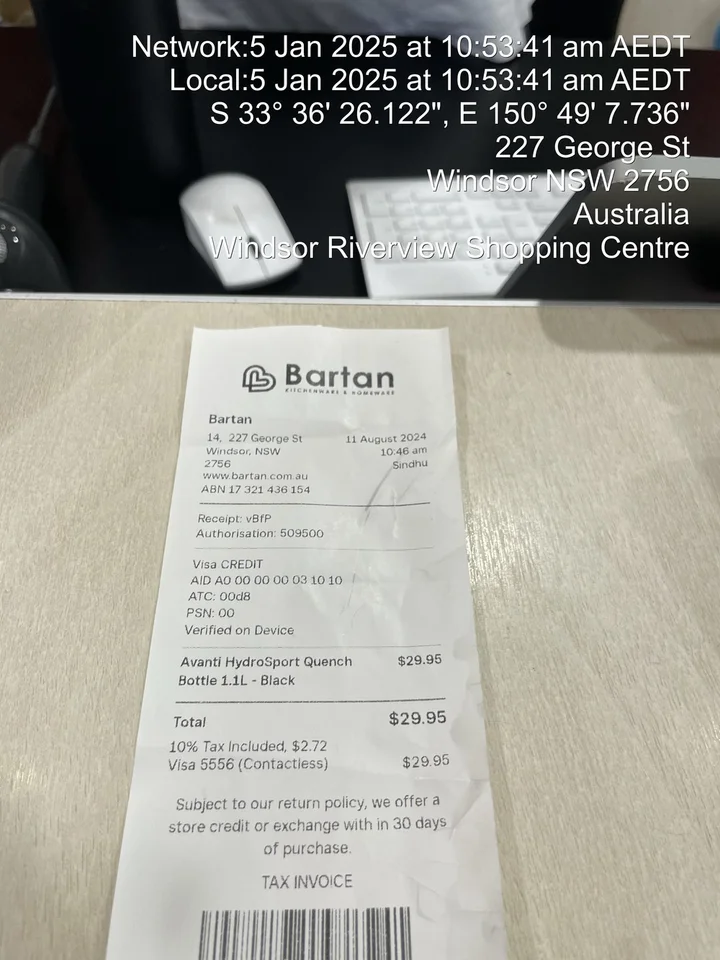 Network:5 Jan 2025 at 10:53:41 am AEDT
Local:5 Jan 2025 at 10:53:41 am AEDT
S 33° 36' 26.122", E 150° 49' 7.736"
227 George St
Windsor NSW 2756
Australia
Windsor Riverview Shopping Centre
Bartan
KITCHENWARE & HOMEWARE
Bartan
14, 227 George St 11 August 2024
Windsor, NSW 10:46 am
2756 Sindhu
www.bartan.com.au
ABN 17 321 436 154
Receipt: vBfP
Authorisation: 509500
Visa CREDIT
AID A0 00 00 00 03 10 10
ATC: 00d8
PSN: 00
Verified on Device
Avanti HydroSport Quench $29.95
Bottle 1.1L - Black
Total $29.95
10% Tax Included, $2.72
Visa 5556 (Contactless) $29.95
Subject to our return policy, we offer a
store credit or exchange with in 30 days
of purchase.
TAX INVOICE